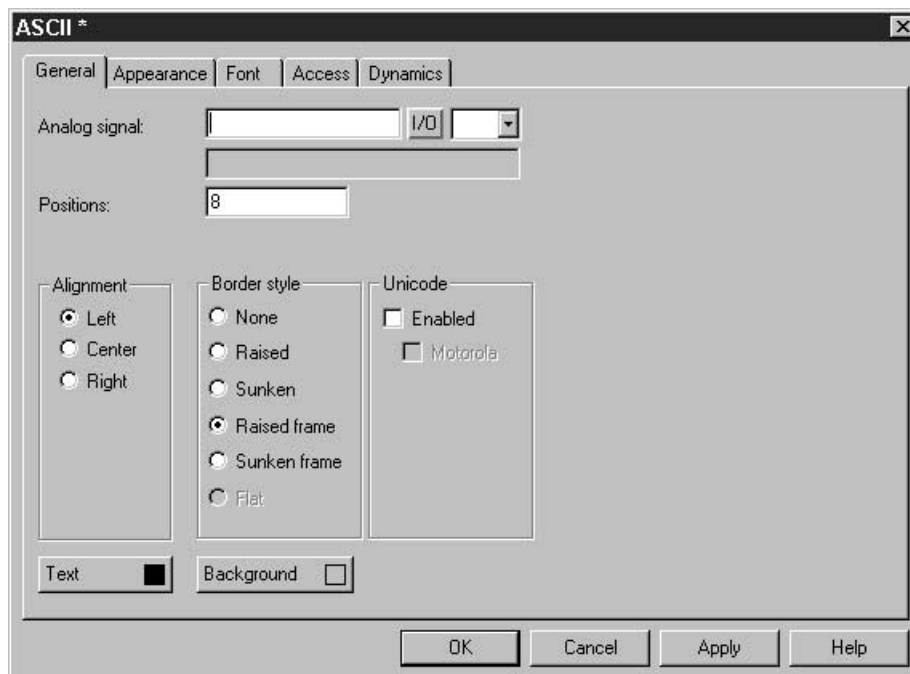 ASCII *
General Appearance Font Access Dynamics
Analog signal: I/O
Positions: 8
Alignment
Left
Center
Right
Border style
None
Raised
Sunken
Raised frame
Sunken frame
Flat
Unicode
Enabled
Motorola
Text Background
OK Cancel Apply Help